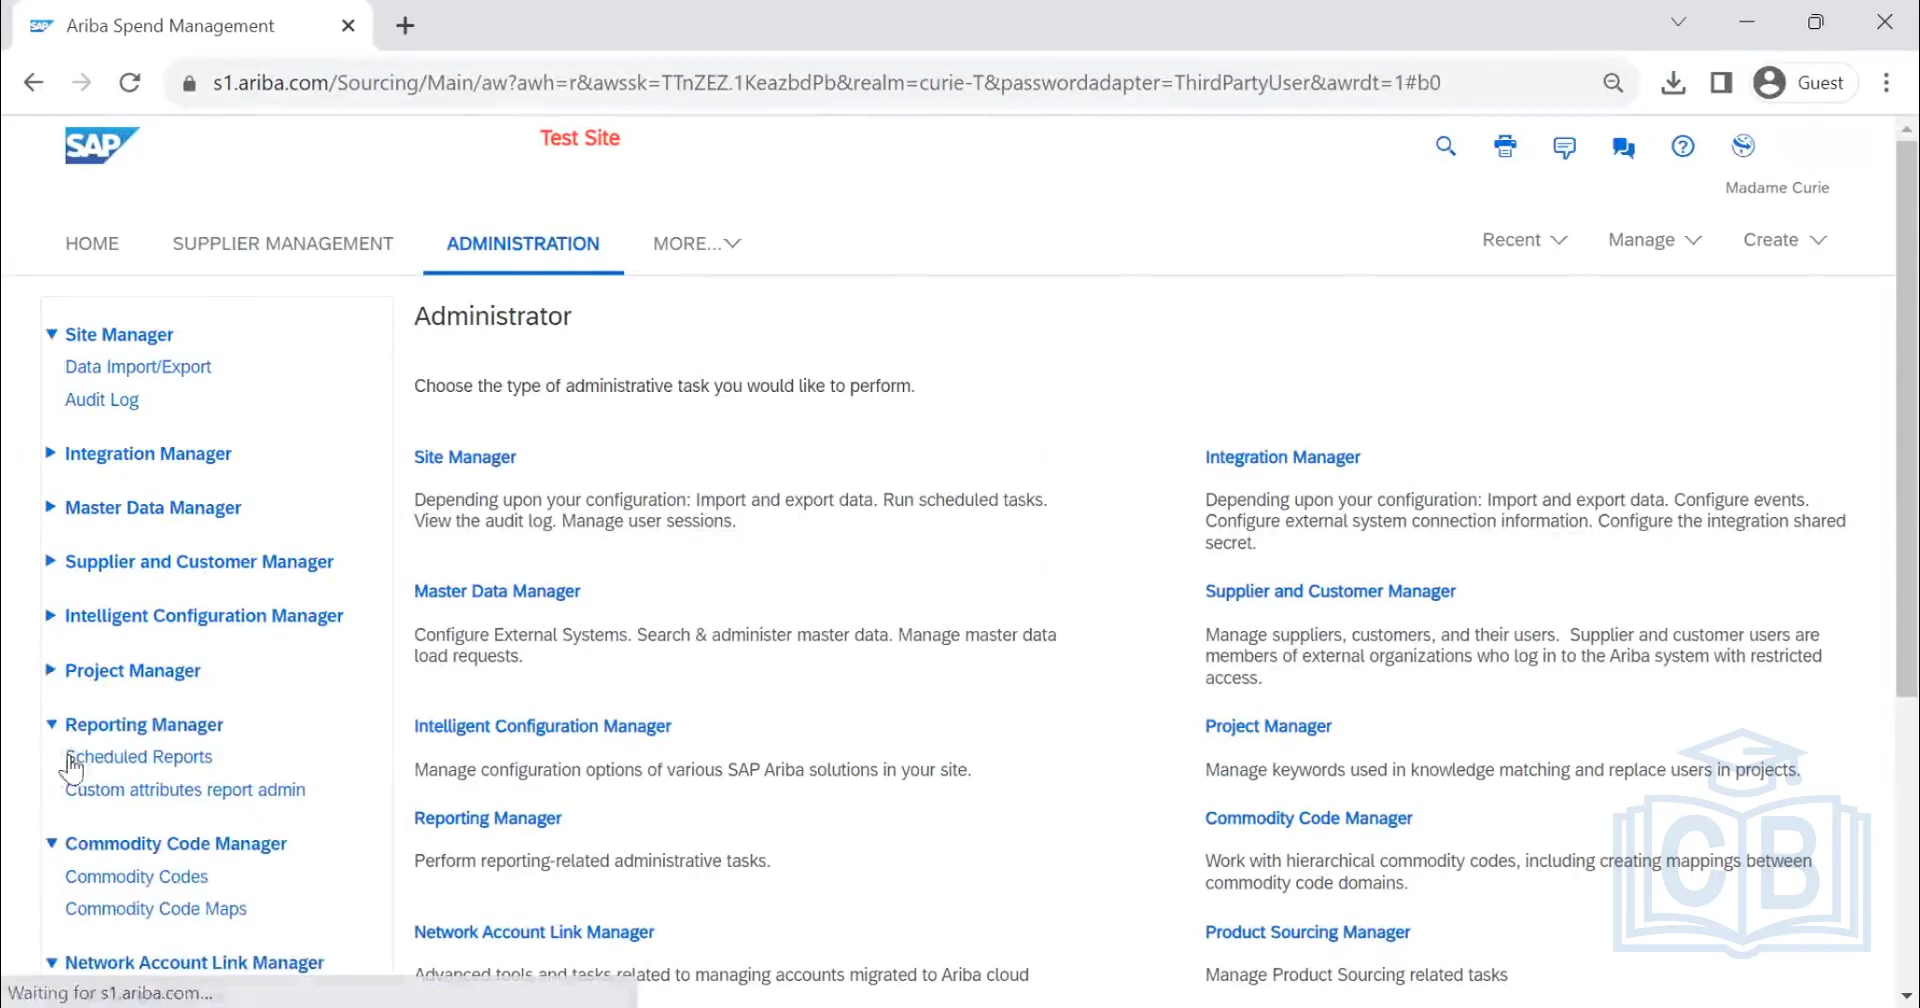 SAP Ariba Spend Management
s1.ariba.com/Sourcing/Main/aw?awh=r&awssk=TTnZEZ.1KeazbdPb&realm=curie-T&passwordadapter=ThirdPartyUser&awrdt=1#b0
Guest
SAP
Test Site
Madame Curie
HOME SUPPLIER MANAGEMENT ADMINISTRATION MORE...
Recent Manage Create
Site Manager
Data Import/Export
Audit Log
Integration Manager
Master Data Manager
Supplier and Customer Manager
Intelligent Configuration Manager
Project Manager
Reporting Manager
Scheduled Reports
Custom attributes report admin
Commodity Code Manager
Commodity Codes
Commodity Code Maps
Network Account Link Manager
Administrator
Choose the type of administrative task you would like to perform.
Site Manager
Depending upon your configuration: Import and export data. Run scheduled tasks.
View the audit log. Manage user sessions.
Integration Manager
Depending upon your configuration: Import and export data. Configure events.
Configure external system connection information. Configure the integration shared
secret.
Master Data Manager
Configure External Systems. Search & administer master data. Manage master data
load requests.
Supplier and Customer Manager
Manage suppliers, customers, and their users. Supplier and customer users are
members of external organizations who log in to the Ariba system with restricted
access.
Intelligent Configuration Manager
Manage configuration options of various SAP Ariba solutions in your site.
Project Manager
Manage keywords used in knowledge matching and replace users in projects.
Reporting Manager
Perform reporting-related administrative tasks.
Commodity Code Manager
Work with hierarchical commodity codes, including creating mappings between
commodity code domains.
Network Account Link Manager
Advanced tools and tasks related to managing accounts migrated to Ariba cloud
Product Sourcing Manager
Manage Product Sourcing related tasks
CB
Waiting for s1.ariba.com...